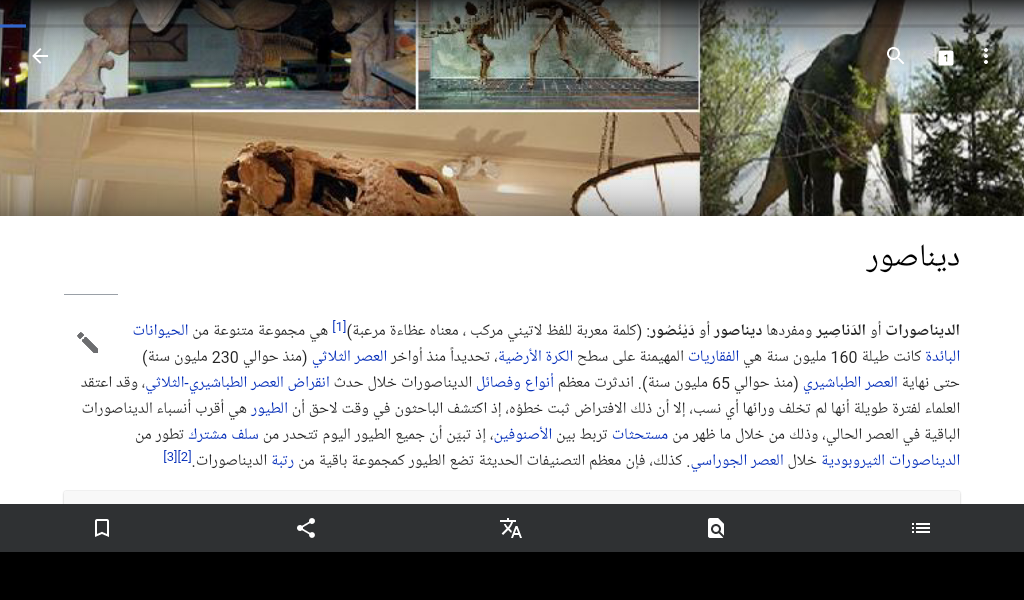 1
ديناصور
الديناصورات أو الدَناصِير ومفردها ديناصور أو دَيْنُصُور: (كلمة معربة للفظ لاتيني مركب ، معناه عظاءة مرعبة)[1] هي مجموعة متنوعة من الحيوانات
البائدة كانت طيلة 160 مليون سنة هي الفقاريات المهيمنة على سطح الكرة الأرضية، تحديداً منذ أواخر العصر الثلاثي (منذ حوالي 230 مليون سنة)
حتى نهاية العصر الطباشيري (منذ حوالي 65 مليون سنة). اندثرت معظم أنواع وفصائل الديناصورات خلال حدث انقراض العصر الطباشيري-الثلاثي، وقد اعتقد
العلماء لفترة طويلة أنها لم تخلف ورائها أي نسب، إلا أن ذلك الافتراض ثبت خطؤه، إذ اكتشف الباحثون في وقت لاحق أن الطيور هي أقرب أنسباء الديناصورات
الباقية في العصر الحالي، وذلك من خلال ما ظهر من مستحثات تربط بين الأصنوفين، إذ تبيّن أن جميع الطيور اليوم تتحدر من سلف مشترك تطور من
الديناصورات الثيروبودية خلال العصر الجوراسي. كذلك، فإن معظم التصنيفات الحديثة تضع الطيور كمجموعة باقية من رتبة الديناصورات.[2][3]